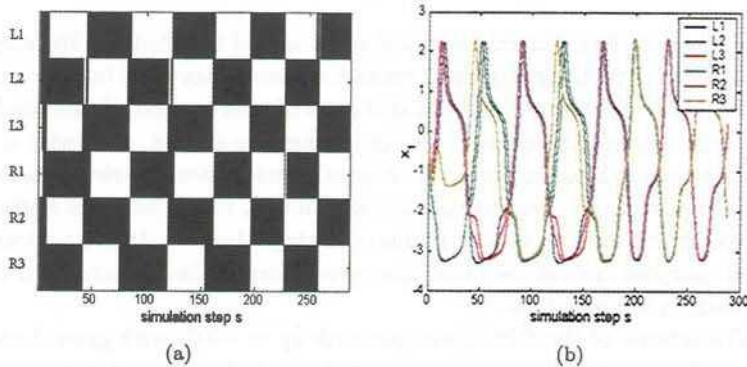 L1
L2
L3
R1
R2
R3
50 100 150 200 250
simulation step s
(a)
3
2
1
0
-1
-2
-3
-4
x
L1
L2
L3
R1
R2
R3
0 50 100 150 200 250 300
simulation step s
(b)